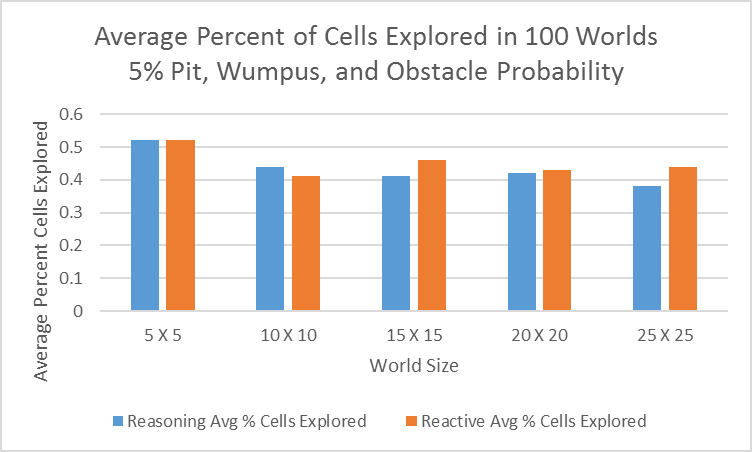 Average Percent of Cells Explored in 100 Worlds
5% Pit, Wumpus, and Obstacle Probability
Average Percent Cells Explored
0.6
0.5
0.4
0.3
0.2
0.1
0
5 X 5
10 X 10
15 X 15
20 X 20
25 X 25
World Size
Reasoning Avg % Cells Explored
Reactive Avg % Cells Explored